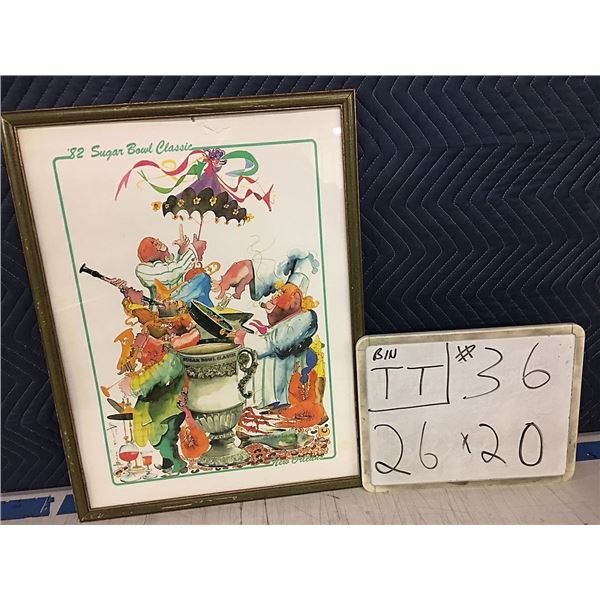 '82 Sugar Bowl Classic
SUGAR BOWL CLASSIC
New Orleans
BIN
TT # 36
26 x 20